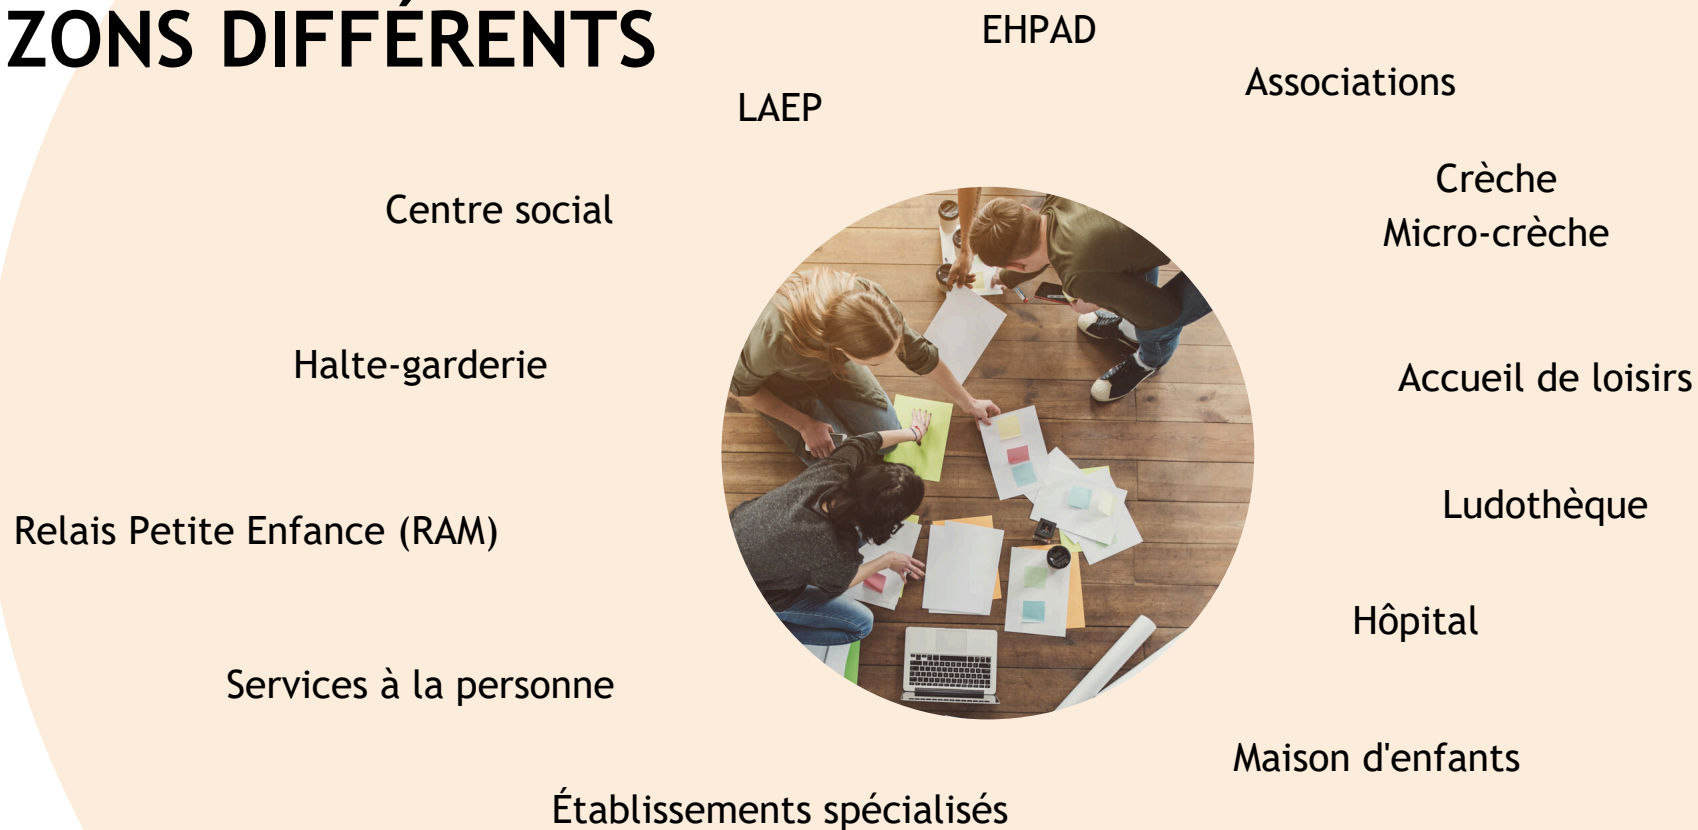 ZONS DIFFÉRENTS
EHPAD
Associations
LAEP
Crèche
Micro-crèche
Centre social
Halte-garderie
Accueil de loisirs
Ludothèque
Relais Petite Enfance (RAM)
Hôpital
Services à la personne
Maison d'enfants
Établissements spécialisés